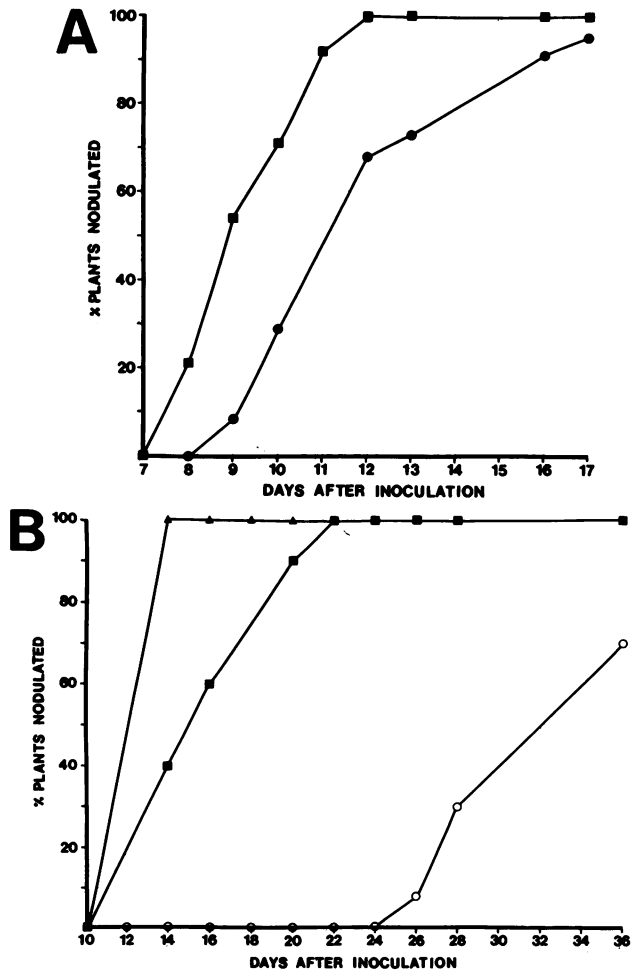 A
100
80
60
40
20
% PLANTS NODULATED
7 8 9 10 11 12 13 14 15 16 17
DAYS AFTER INOCULATION
B
100
80
60
40
20
% PLANTS NODULATED
10 12 14 16 18 20 22 24 26 28 30 32 34 36
DAYS AFTER INOCULATION